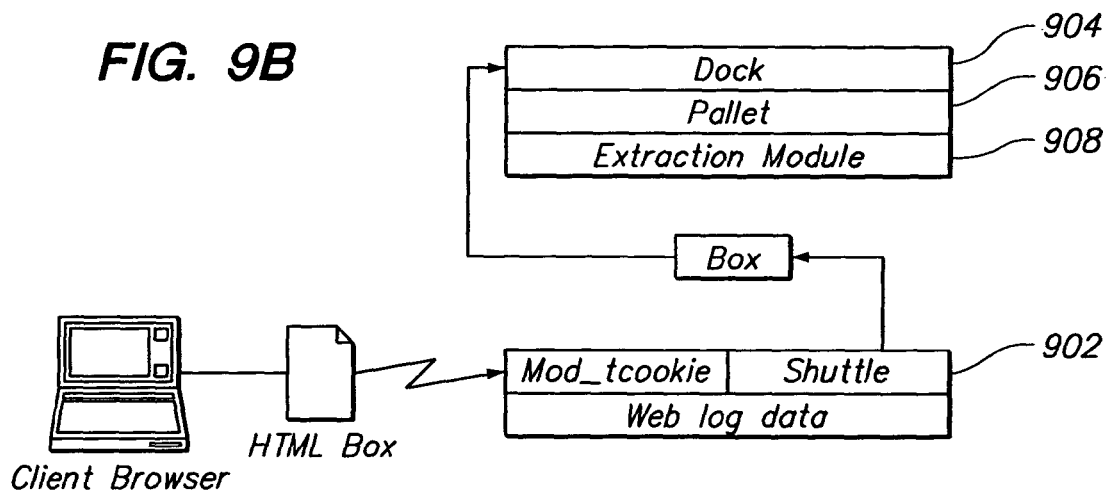 FIG. 9B
Dock
904
Pallet
906
Extraction Module
908
Box
Mod_tcookie
Shuttle
902
Web log data
HTML Box
Client Browser